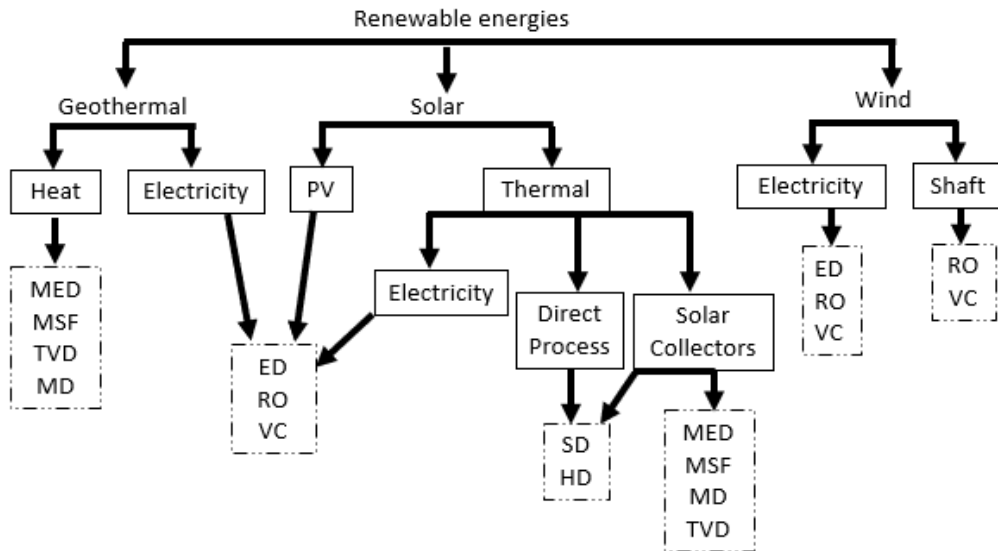 Renewable energies
Geothermal
Solar
Wind
Heat
Electricity
PV
Thermal
Electricity
Shaft
MED
MSF
TVD
MD
Electricity
Direct
Process
Solar
Collectors
ED
RO
VC
RO
VC
ED
RO
VC
SD
HD
MED
MSF
MD
TVD